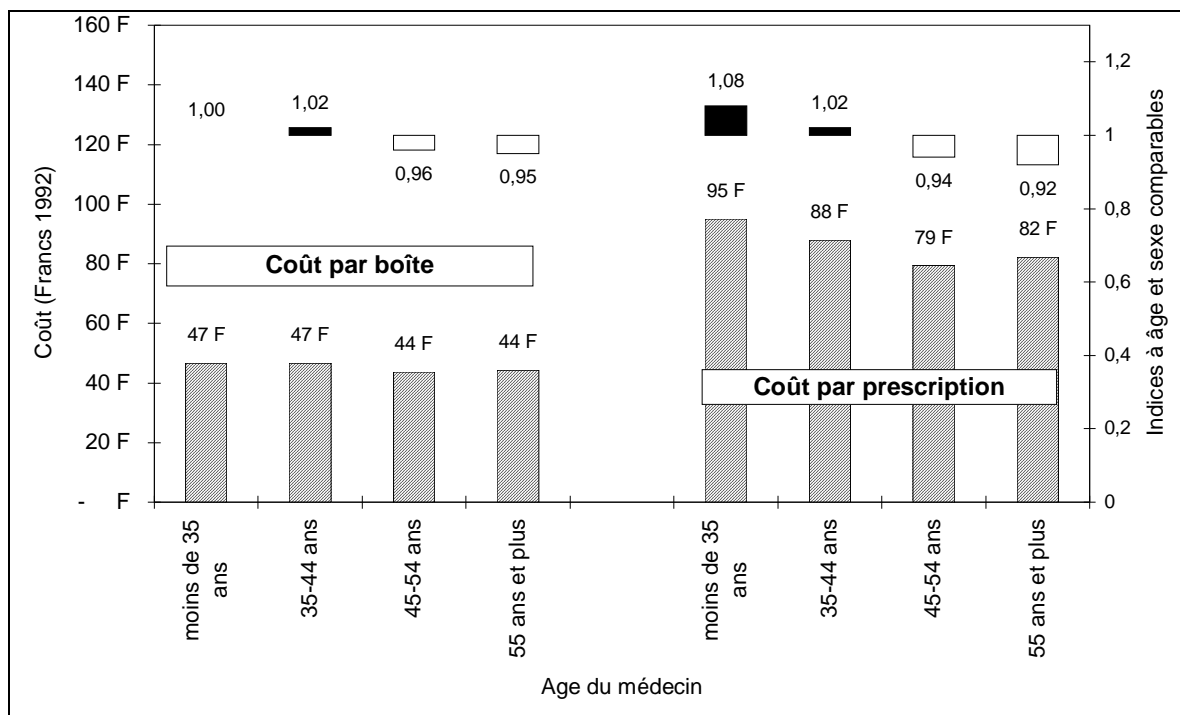 160 F
140 F
120 F
100 F
80 F
60 F
40 F
20 F
- F
Coût (Francs 1992)
1,00
1,02
0,96
0,95
1,08
1,02
0,94
0,92
Coût par boîte
47 F
47 F
44 F
44 F
95 F
88 F
79 F
82 F
Coût par prescription
1,2
1
0,8
0,6
0,4
0,2
0
Indices à âge et sexe comparables
moins de 35
ans
35-44 ans
45-54 ans
55 ans et plus
moins de 35
ans
35-44 ans
45-54 ans
55 ans et plus
Age du médecin